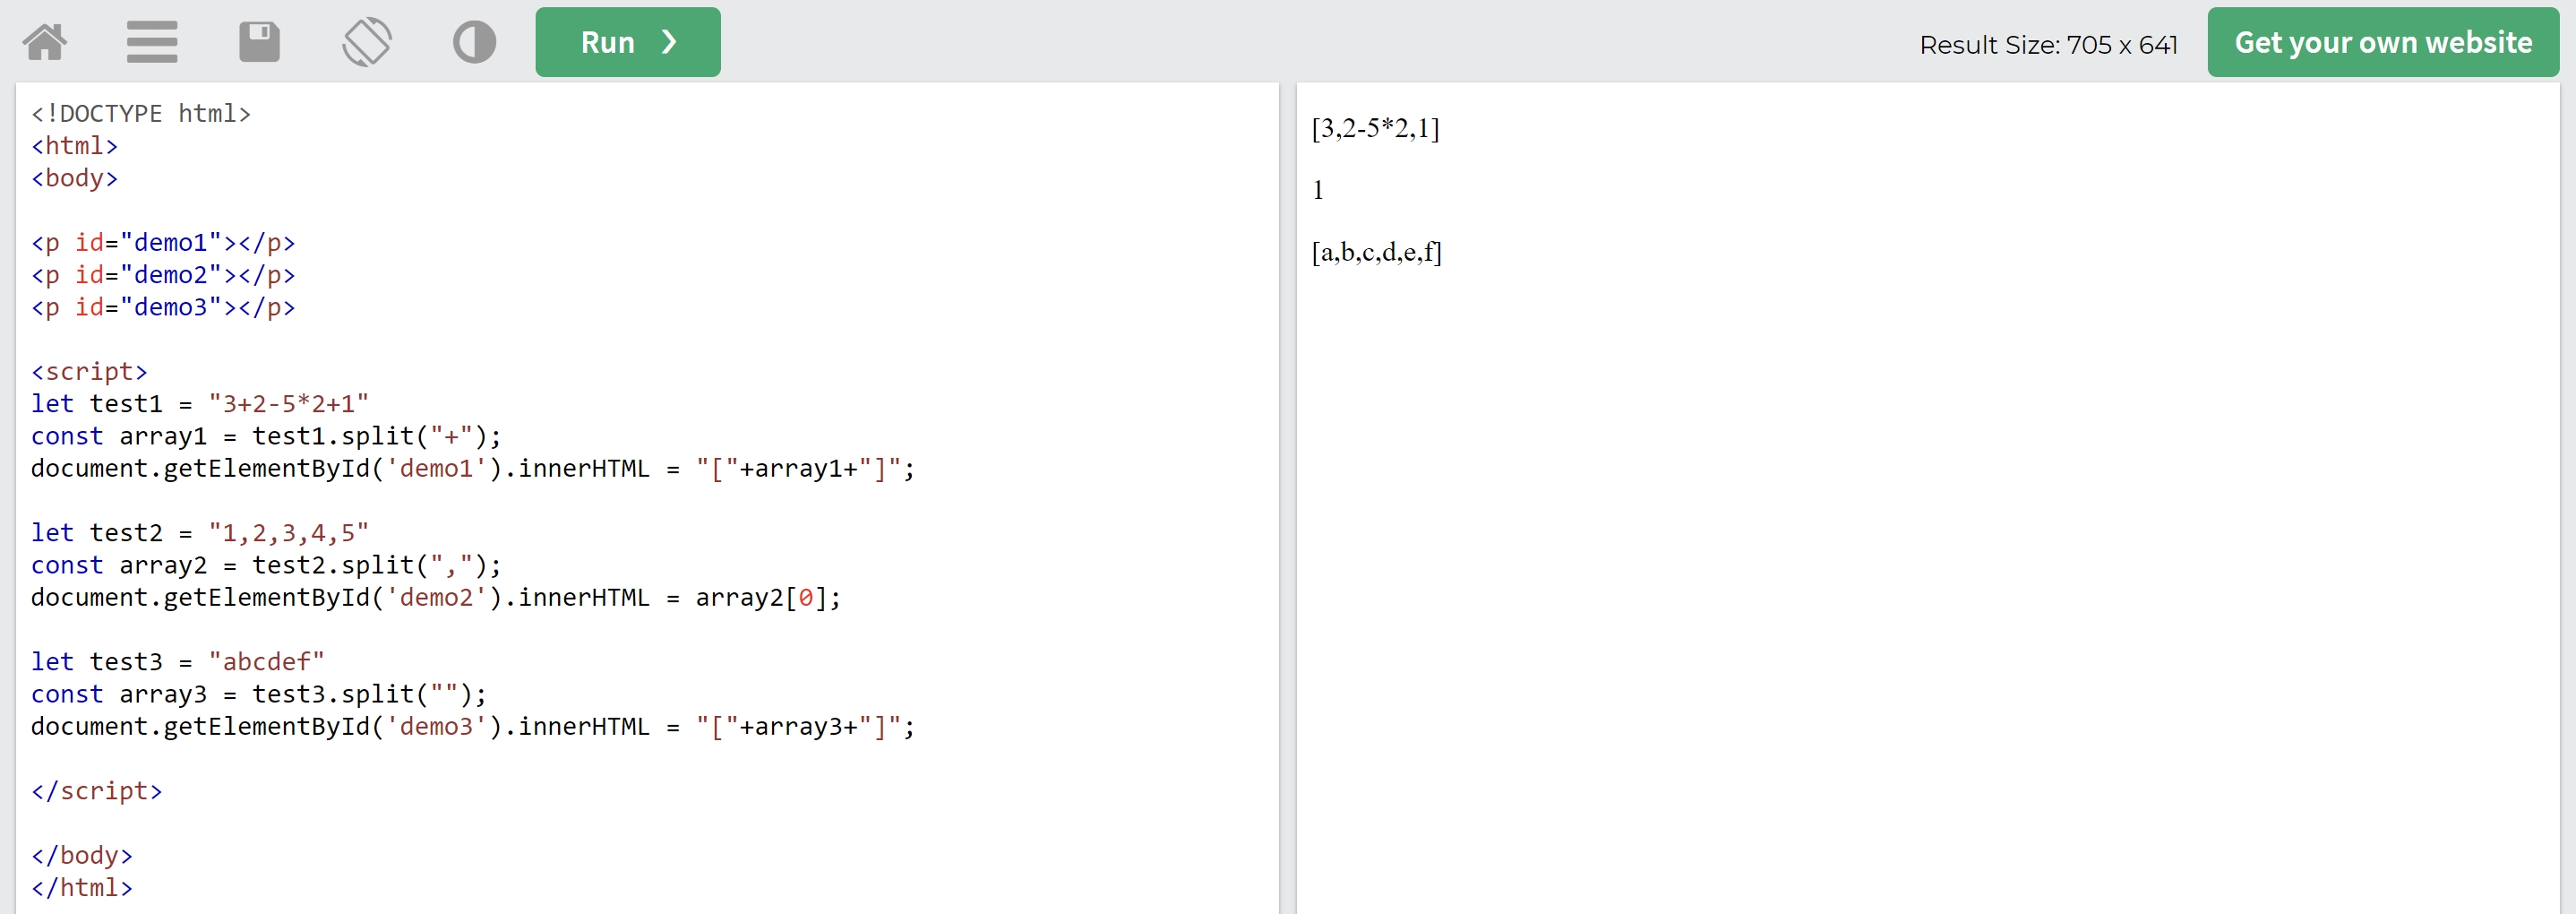 Run ❯
Result Size: 705 x 641
Get your own website
<!DOCTYPE html>
<html>
<body>
<p id="demo1"></p>
<p id="demo2"></p>
<p id="demo3"></p>
<script>
let test1 = "3+2-5*2+1"
const array1 = test1.split("+");
document.getElementById('demo1').innerHTML = "["+array1+"]";
let test2 = "1,2,3,4,5"
const array2 = test2.split(",");
document.getElementById('demo2').innerHTML = array2[0];
let test3 = "abcdef"
const array3 = test3.split("");
document.getElementById('demo3').innerHTML = "["+array3+"]";
</script>
</body>
</html>
[3,2-5*2,1]
1
[a,b,c,d,e,f]